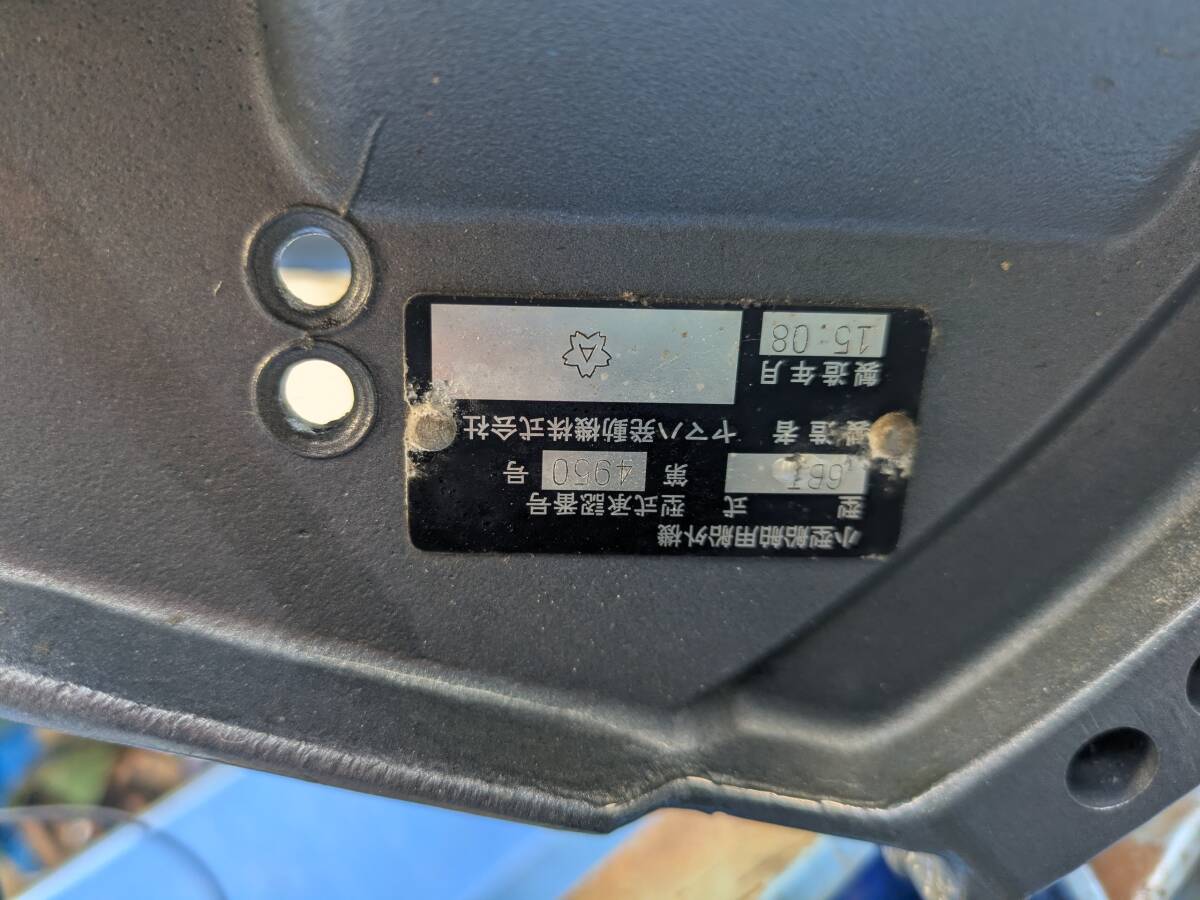 小型船舶用船外機
型式 型式承認番号
6BT 第 4950 号
製造者 ヤマハ発動機株式会社
製造年月
15.08
A